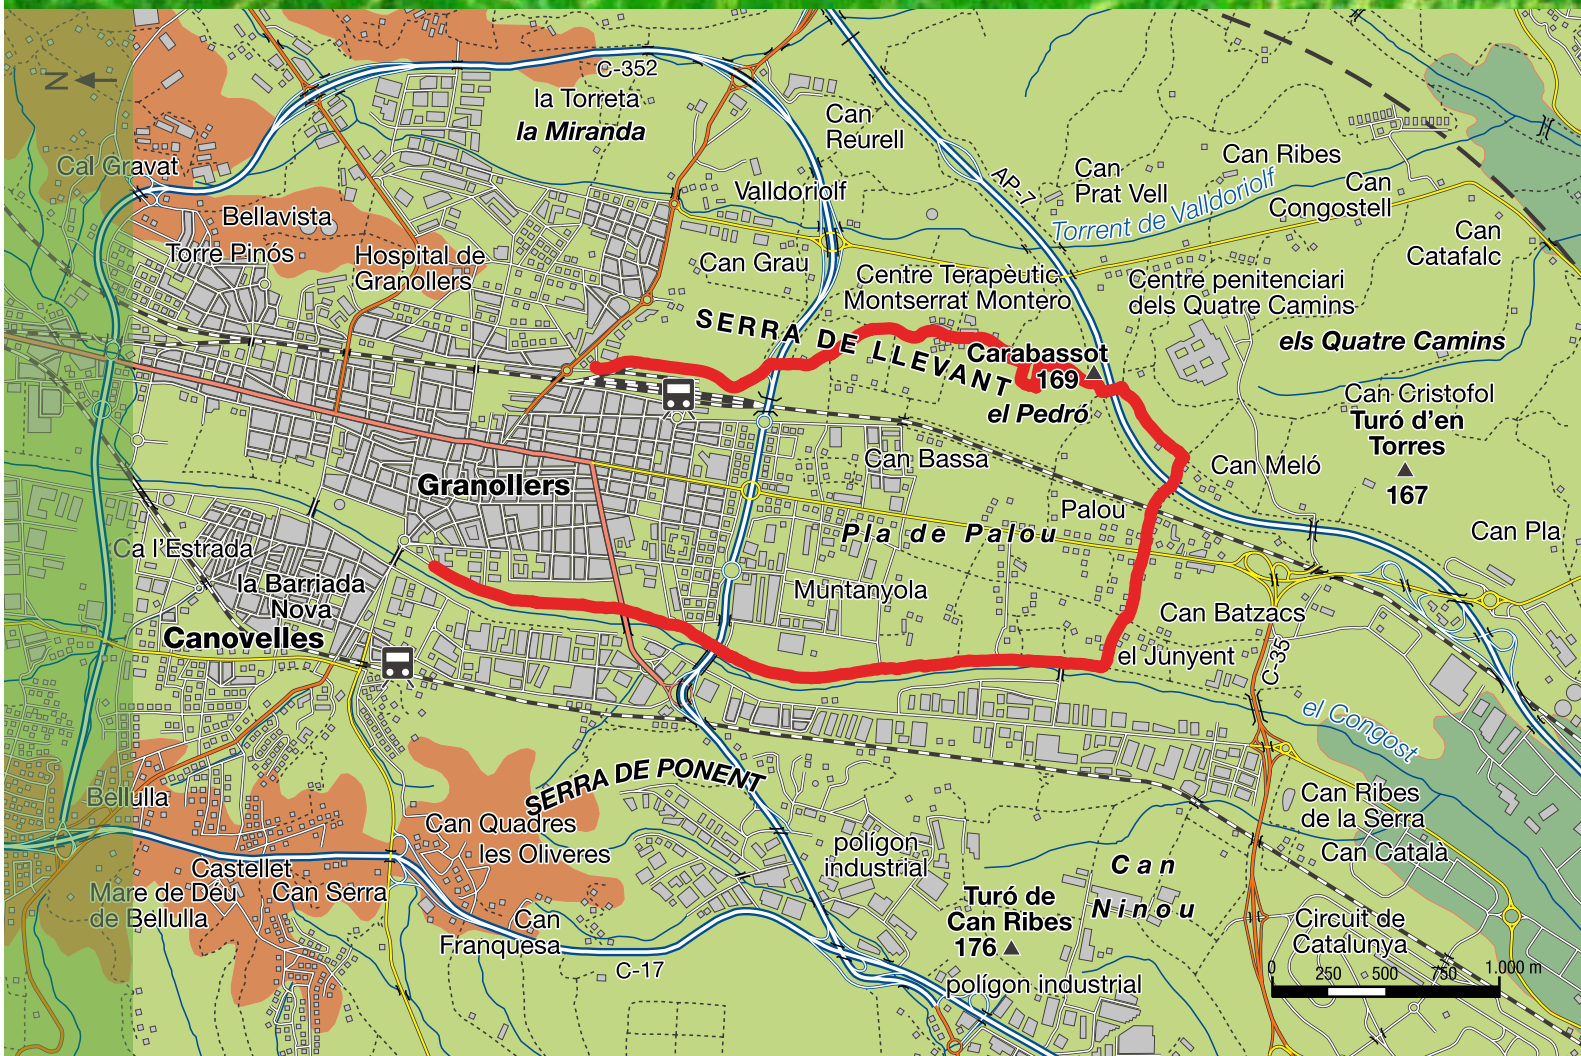 N
C-352
la Torreta
la Miranda
Can
Reurell
Cal Gravat
Can Ribes
Can
Prat Vell
AP-7
Torrent de Valldoriolf
Can
Congostell
Valldoriolf
Bellavista
Torre Pinós
Hospital de
Granollers
Can
Catafalc
Can Grau
Centre Terapèutic
Montserrat Montero
Centre penitenciari
dels Quatre Camins
SERRA DE LLEVANT
els Quatre Camins
Carabassot
169
el Pedró
Can Cristofol
Turó d'en
Torres
167
Can Bassa
Can Meló
Granollers
Palou
Pla de Palou
Can Pla
Ca l'Estrada
la Barriada
Nova
Canovelles
Muntanyola
Can Batzacs
el Junyent
C-35
el Congost
SERRA DE PONENT
Bellulla
Can Quadres
les Oliveres
Can Ribes
de la Serra
polígon
industrial
Can Català
Castellet
Mare de Déu
de Bellulla
Can Serra
Can
Ninou
Turó de
Can Ribes
176
Can
Franquesa
Circuit de
Catalunya
C-17
polígon industrial
0 250 500 750 1.000 m